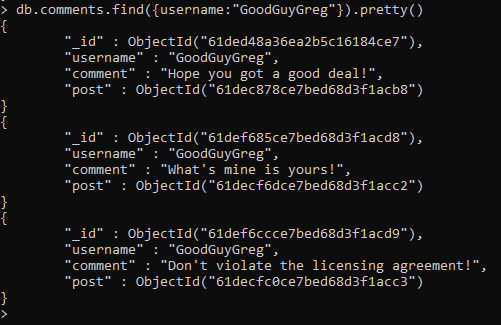 > db.comments.find({username:"GoodGuyGreg"}).pretty()
{
        "_id" : ObjectId("61ded48a36ea2b5c16184ce7"),
        "username" : "GoodGuyGreg",
        "comment" : "Hope you got a good deal!",
        "post" : ObjectId("61dec878ce7bed68d3f1acb8")
}
{
        "_id" : ObjectId("61def685ce7bed68d3f1acd8"),
        "username" : "GoodGuyGreg",
        "comment" : "What's mine is yours!",
        "post" : ObjectId("61decf6dce7bed68d3f1acc2")
}
{
        "_id" : ObjectId("61def6ccce7bed68d3f1acd9"),
        "username" : "GoodGuyGreg",
        "comment" : "Don't violate the licensing agreement!",
        "post" : ObjectId("61decfc0ce7bed68d3f1acc3")
}
>